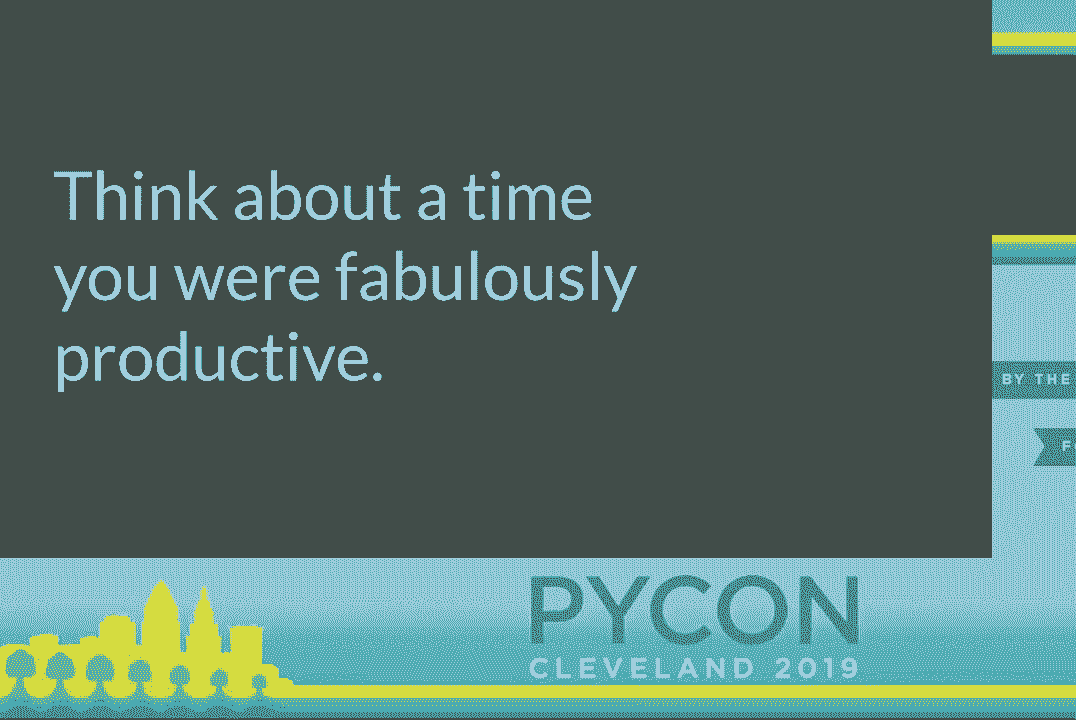 Think about a time
you were fabulously
productive.
BY THE
PYCON
CLEVELAND 2019